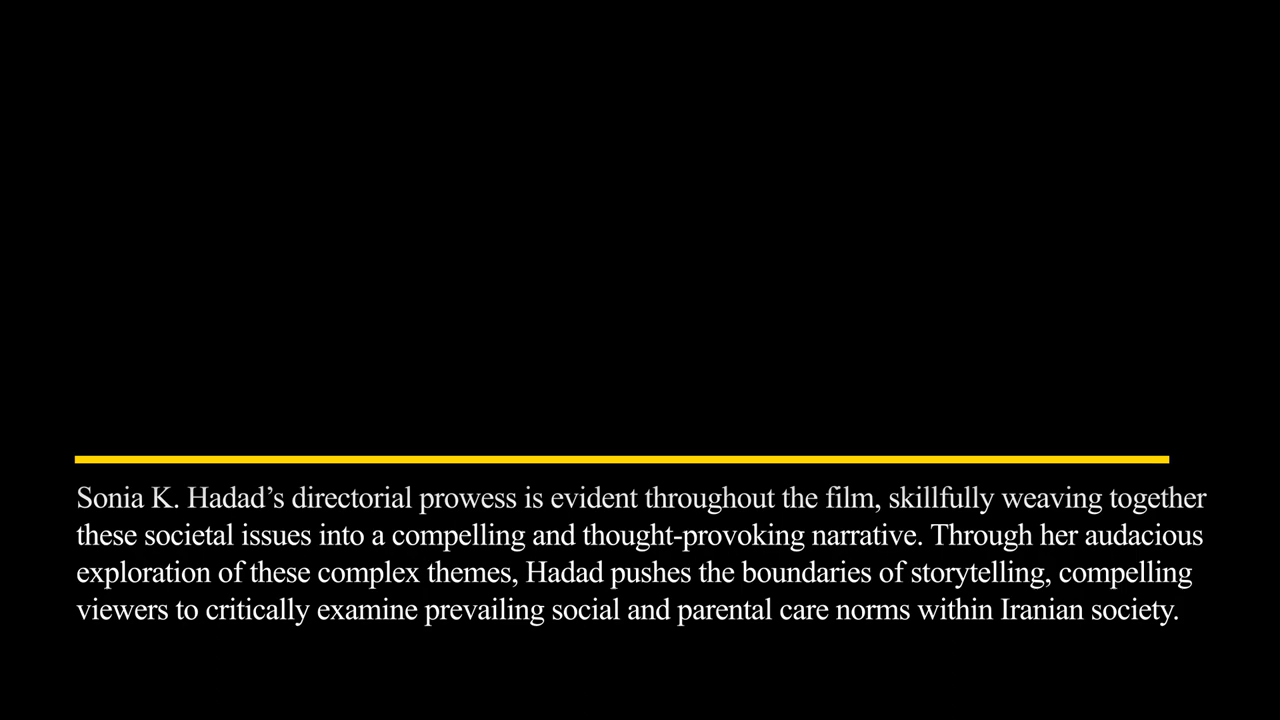 Sonia K. Hadad’s directorial prowess is evident throughout the film, skillfully weaving together
these societal issues into a compelling and thought-provoking narrative. Through her audacious
exploration of these complex themes, Hadad pushes the boundaries of storytelling, compelling
viewers to critically examine prevailing social and parental care norms within Iranian society.